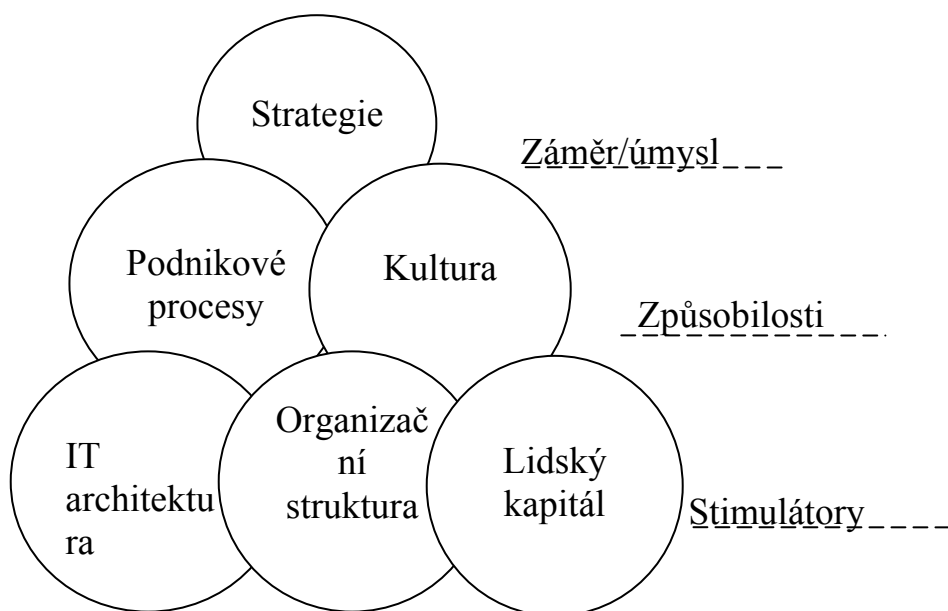 Strategie
Záměr/úmysl
Podnikové
procesy
Kultura
Způsobilosti
IT
architektu
ra
Organizač
ní
struktura
Lidský
kapitál
Stimulátory